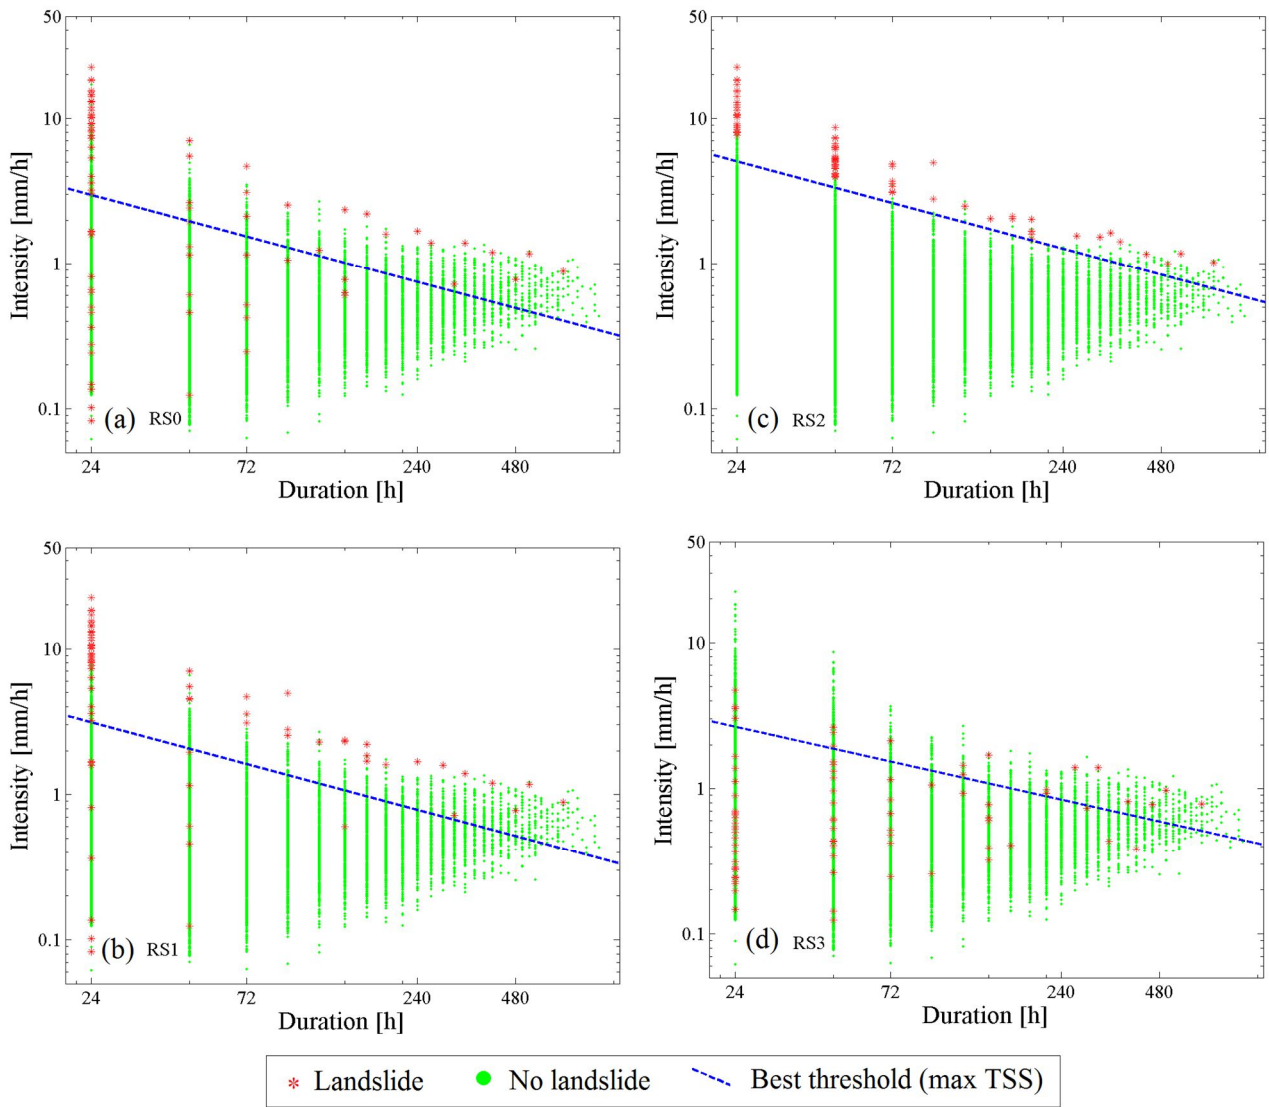 50
10
1
0.1
Intensity [mm/h]
(a) RS0
24 72 240 480
Duration [h]
50
10
1
0.1
Intensity [mm/h]
(c) RS2
24 72 240 480
Duration [h]
50
10
1
0.1
Intensity [mm/h]
(b) RS1
24 72 240 480
Duration [h]
50
10
1
0.1
Intensity [mm/h]
(d) RS3
24 72 240 480
Duration [h]
Landslide No landslide Best threshold (max TSS)